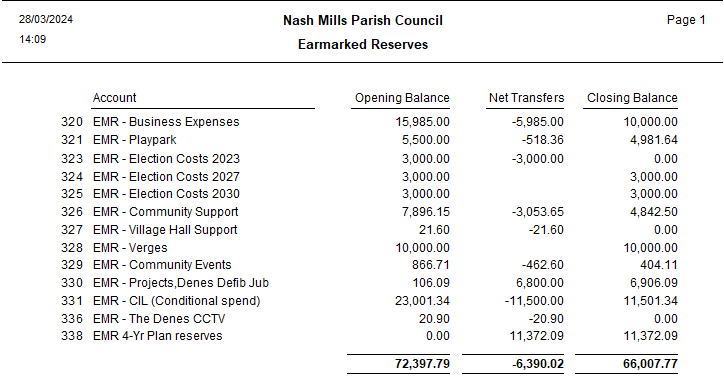 28/03/2024 Nash Mills Parish Council Page 1
14:09 Earmarked Reserves
Account Opening Balance Net Transfers Closing Balance
320 EMR - Business Expenses 15,985.00 -5,985.00 10,000.00
321 EMR - Playpark 5,500.00 -518.36 4,981.64
323 EMR - Election Costs 2023 3,000.00 -3,000.00 0.00
324 EMR - Election Costs 2027 3,000.00 3,000.00
325 EMR - Election Costs 2030 3,000.00 3,000.00
326 EMR - Community Support 7,896.15 -3,053.65 4,842.50
327 EMR - Village Hall Support 21.60 -21.60 0.00
328 EMR - Verges 10,000.00 10,000.00
329 EMR - Community Events 866.71 -462.60 404.11
330 EMR - Projects,Denes Defib Jub 106.09 6,800.00 6,906.09
331 EMR - CIL (Conditional spend) 23,001.34 -11,500.00 11,501.34
336 EMR - The Denes CCTV 20.90 -20.90 0.00
338 EMR 4-Yr Plan reserves 0.00 11,372.09 11,372.09
72,397.79 -6,390.02 66,007.77